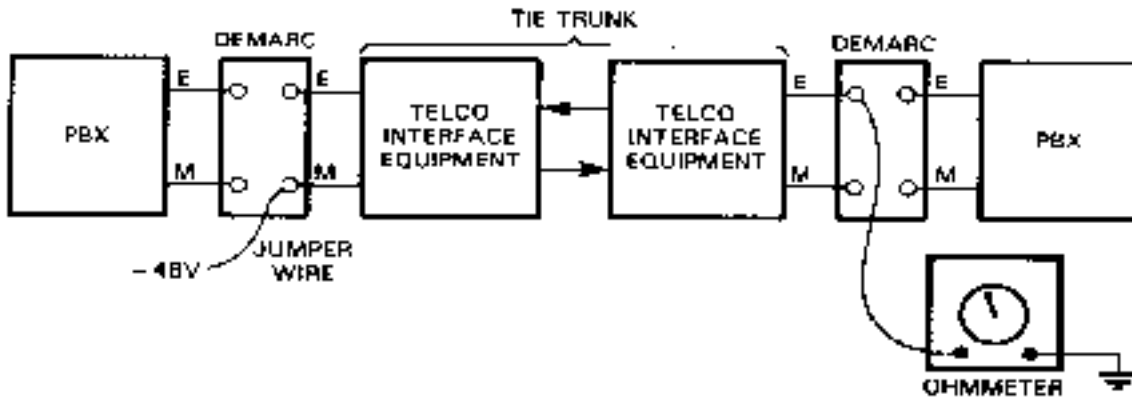 TIE TRUNK
DEMARC
DEMARC
E
E
E
E
PBX
TELCO
INTERFACE
EQUIPMENT
TELCO
INTERFACE
EQUIPMENT
PBX
M
M
M
M
-48V
JUMPER
WIRE
OHMMETER